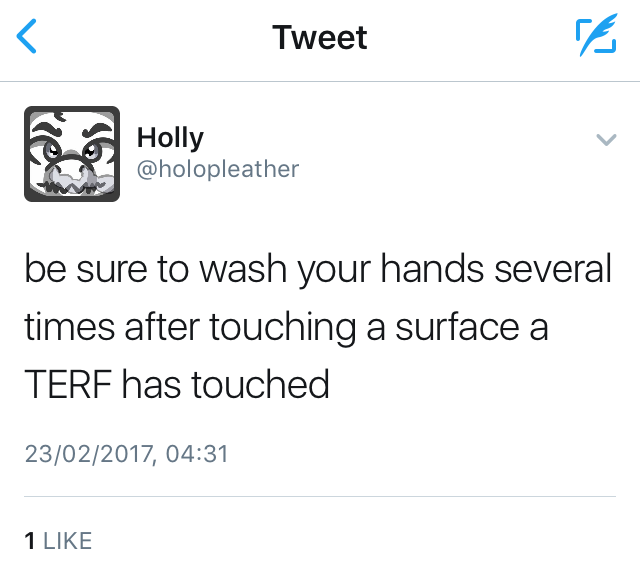 Tweet
Holly
@holopleather
be sure to wash your hands several
times after touching a surface a
TERF has touched
23/02/2017, 04:31
1 LIKE